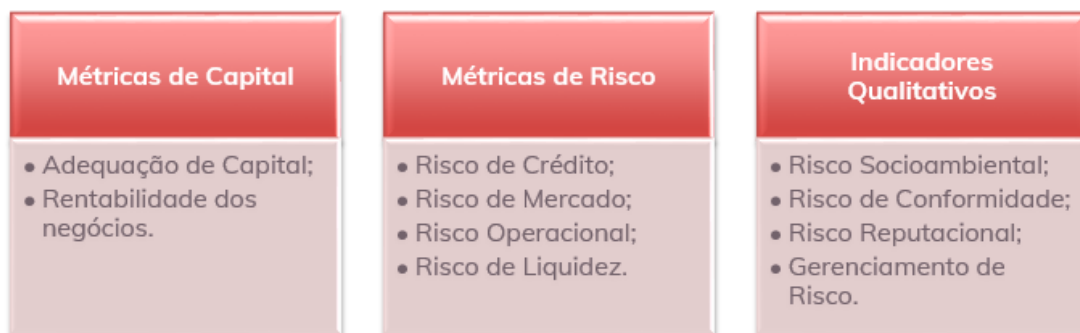 Métricas de Capital
• Adequação de Capital;
• Rentabilidade dos
negócios.
Métricas de Risco
• Risco de Crédito;
• Risco de Mercado;
• Risco Operacional;
• Risco de Liquidez.
Indicadores
Qualitativos
• Risco Socioambiental;
• Risco de Conformidade;
• Risco Reputacional;
• Gerenciamento de
Risco.